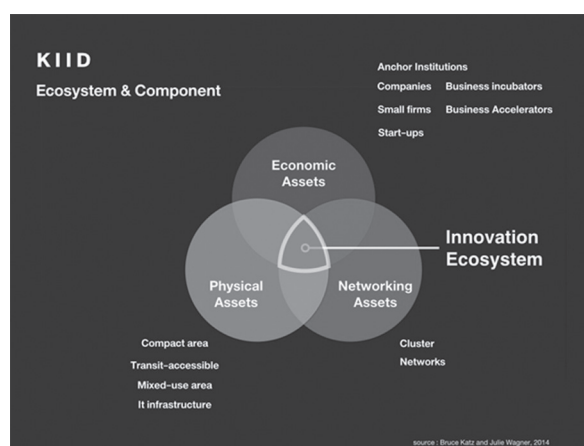 KIID
Ecosystem & Component
Anchor Institutions
Companies Business incubators
Small firms Business Accelerators
Start-ups
Economic
Assets
Innovation
Ecosystem
Physical
Assets
Networking
Assets
Compact area
Transit-accessible
Mixed-use area
It infrastructure
Cluster
Networks
source : Bruce Katz and Julie Wagner, 2014